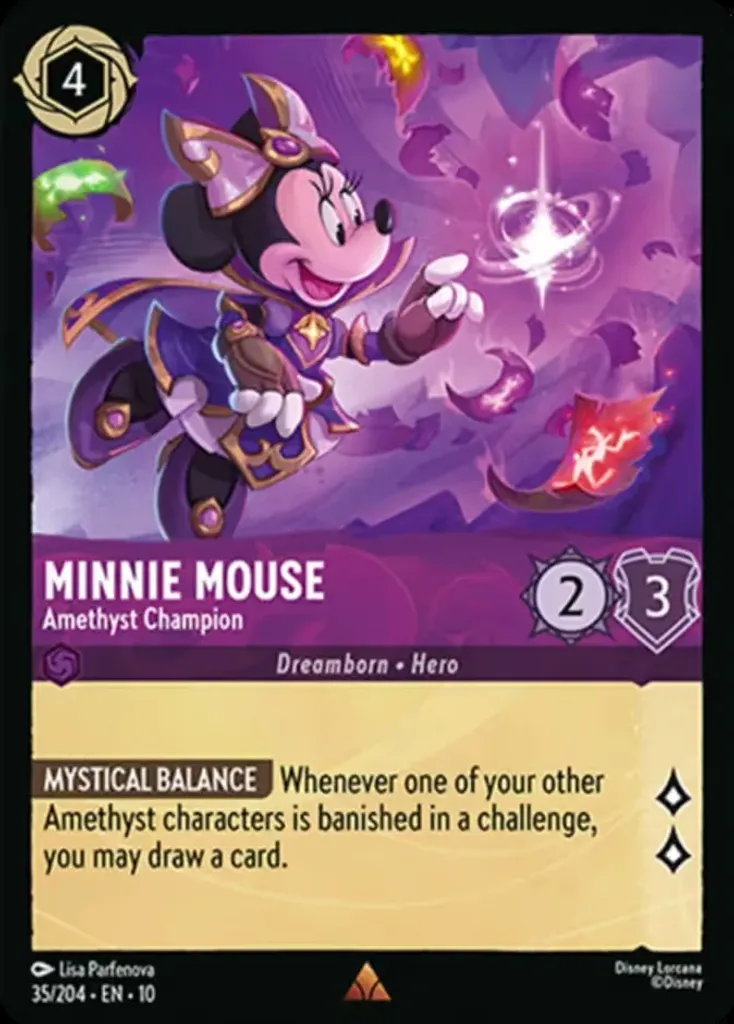 4
MINNIE MOUSE
2
3
Amethyst Champion
Dreamborn • Hero
MYSTICAL BALANCE Whenever one of your other
Amethyst characters is banished in a challenge,
you may draw a card.
Lisa Parfenova
Disney Lorcana
35/204 • EN • 10
©Disney